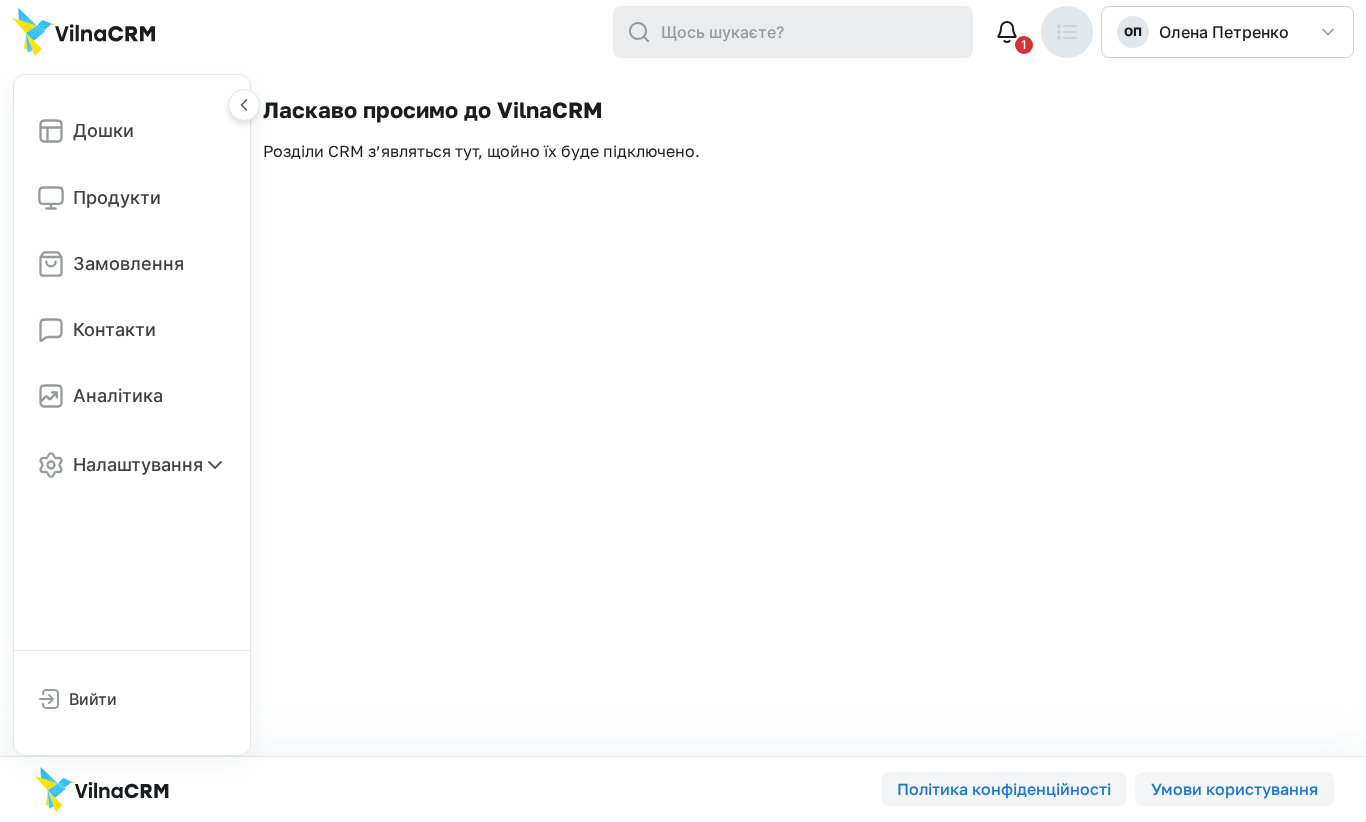 VilnaCRM
Щось шукаєте?
1
ОП
Олена Петренко
Ласкаво просимо до VilnaCRM
Розділи CRM з’являться тут, щойно їх буде підключено.
Дошки
Продукти
Замовлення
Контакти
Аналітика
Налаштування
Вийти
VilnaCRM
Політика конфіденційності
Умови користування